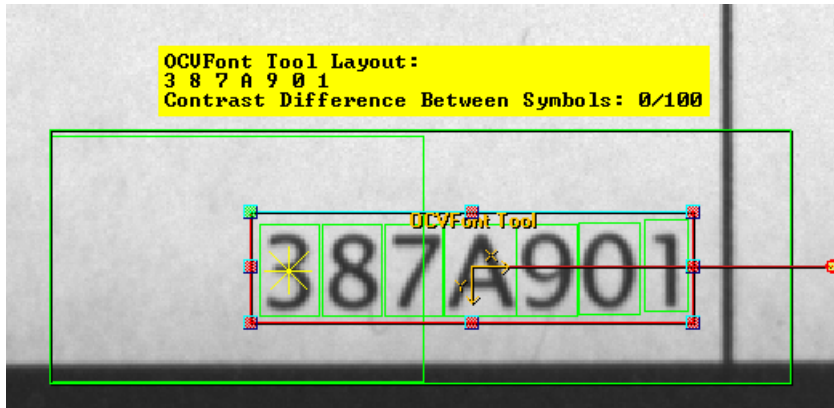 OCVFont Tool Layout:
3 8 7 A 9 0 1
Contrast Difference Between Symbols: 0/100
OCVFont Tool
387A901
X
Y